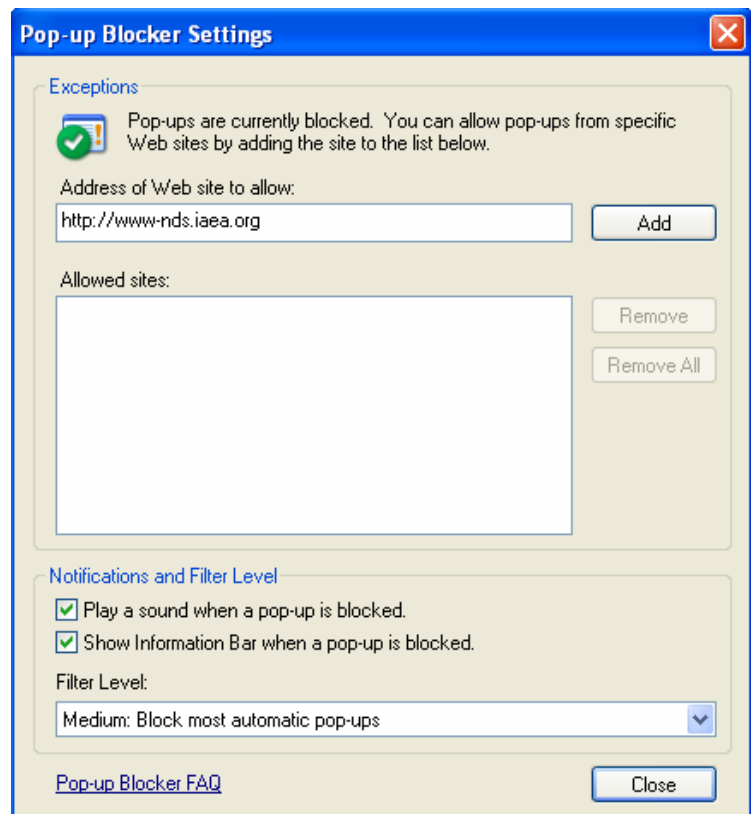 Pop-up Blocker Settings
Exceptions
Pop-ups are currently blocked. You can allow pop-ups from specific
Web sites by adding the site to the list below.
Address of Web site to allow:
http://www-nds.iaea.org
Add
Allowed sites:
Remove
Remove All
Notifications and Filter Level
Play a sound when a pop-up is blocked.
Show Information Bar when a pop-up is blocked.
Filter Level:
Medium: Block most automatic pop-ups
Pop-up Blocker FAQ
Close